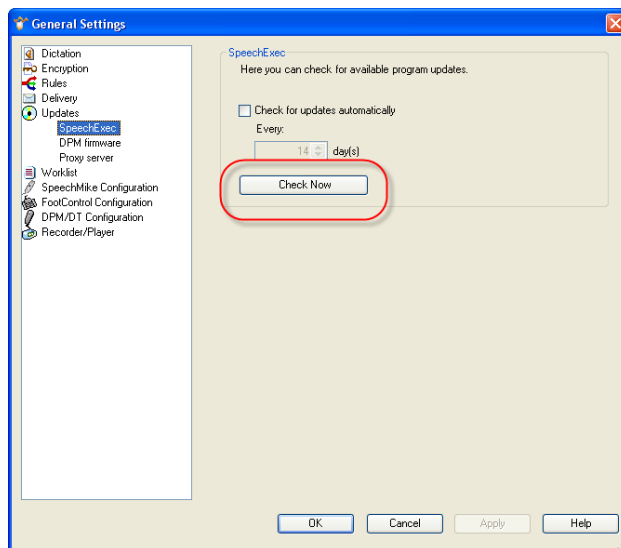 General Settings
Dictation
Encryption
Rules
Delivery
Updates
SpeechExec
DPM firmware
Proxy server
Worklist
SpeechMike Configuration
FootControl Configuration
DPM/DT Configuration
Recorder/Player
SpeechExec
Here you can check for available program updates.
Check for updates automatically
Every:
14 day(s)
Check Now
OK Cancel Apply Help